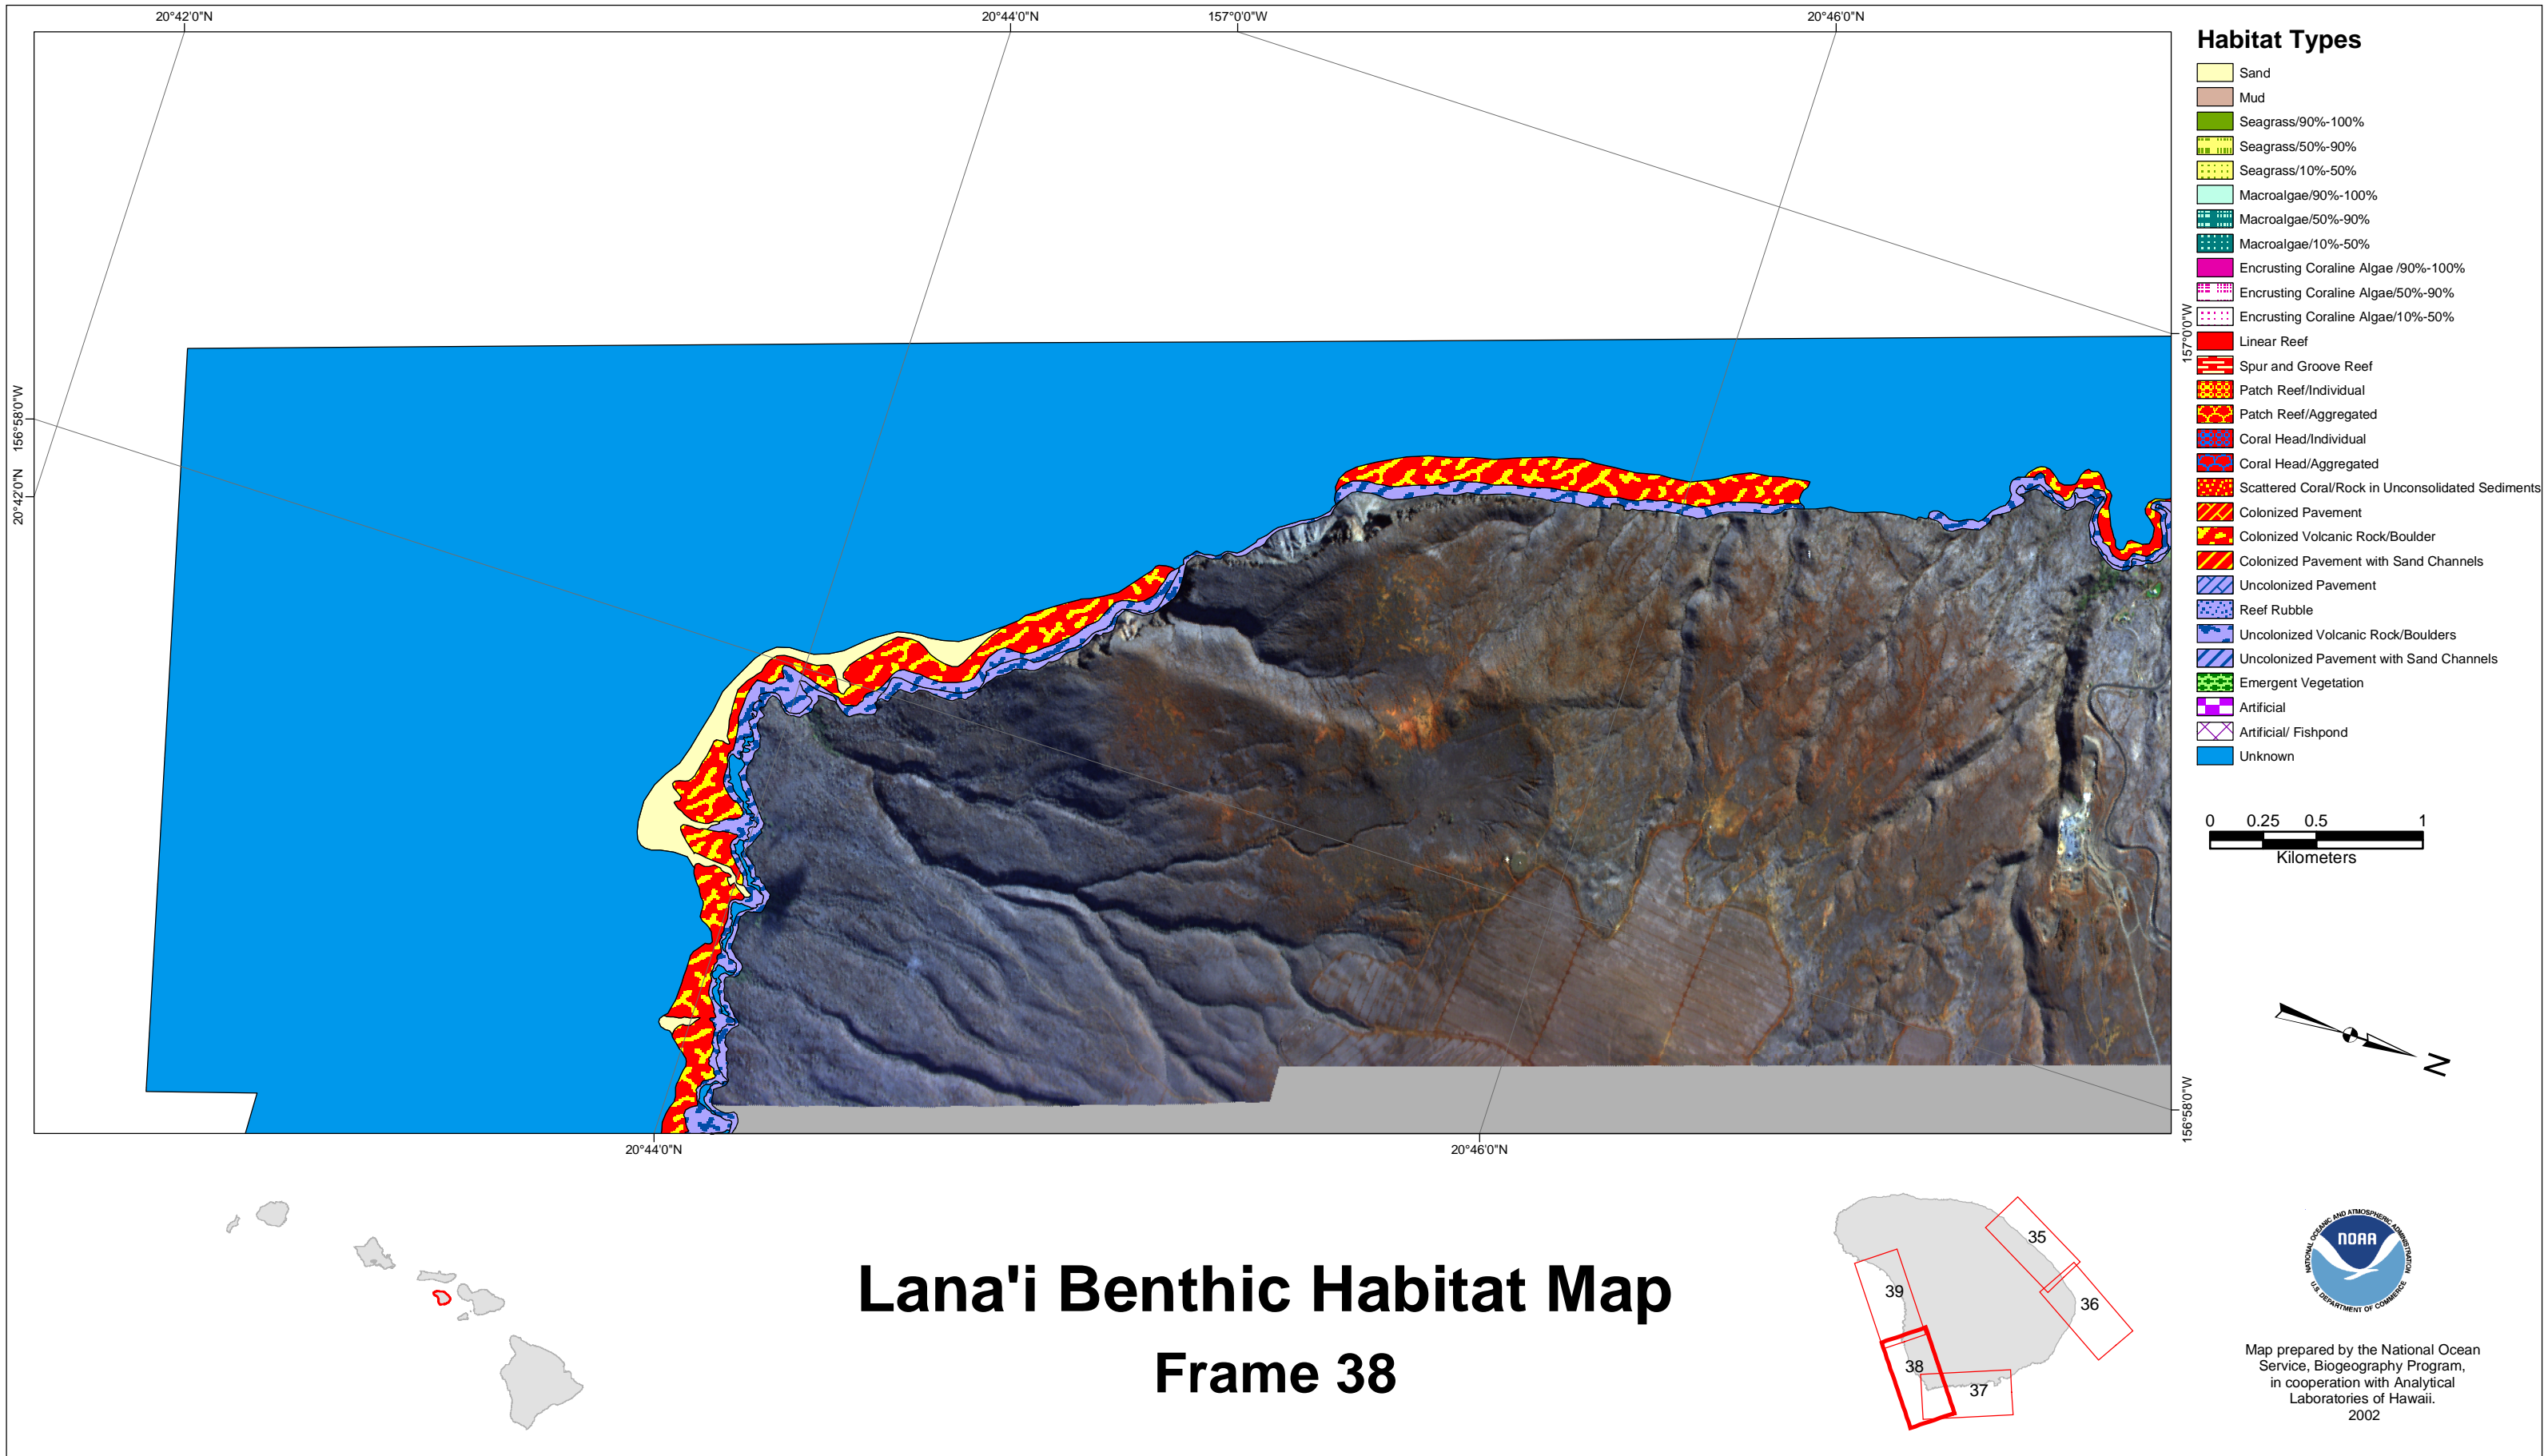 20°42'0"N
20°44'0"N
157°0'0"W
20°46'0"N
156°58'0"W
20°42'0"N
157°0'0"W
156°58'0"W
20°44'0"N
20°46'0"N
Habitat Types
Sand
Mud
Seagrass/90%-100%
Seagrass/50%-90%
Seagrass/10%-50%
Macroalgae/90%-100%
Macroalgae/50%-90%
Macroalgae/10%-50%
Encrusting Coraline Algae /90%-100%
Encrusting Coraline Algae/50%-90%
Encrusting Coraline Algae/10%-50%
Linear Reef
Spur and Groove Reef
Patch Reef/Individual
Patch Reef/Aggregated
Coral Head/Individual
Coral Head/Aggregated
Scattered Coral/Rock in Unconsolidated Sediments
Colonized Pavement
Colonized Volcanic Rock/Boulder
Colonized Pavement with Sand Channels
Uncolonized Pavement
Reef Rubble
Uncolonized Volcanic Rock/Boulders
Uncolonized Pavement with Sand Channels
Emergent Vegetation
Artificial
Artificial/ Fishpond
Unknown
0 0.25 0.5 1
Kilometers
N
Lana'i Benthic Habitat Map
Frame 38
35
36
39
38
37
NATIONAL OCEANIC AND ATMOSPHERIC ADMINISTRATION
NOAA
U.S. DEPARTMENT OF COMMERCE
Map prepared by the National Ocean
Service, Biogeography Program,
in cooperation with Analytical
Laboratories of Hawaii.
2002